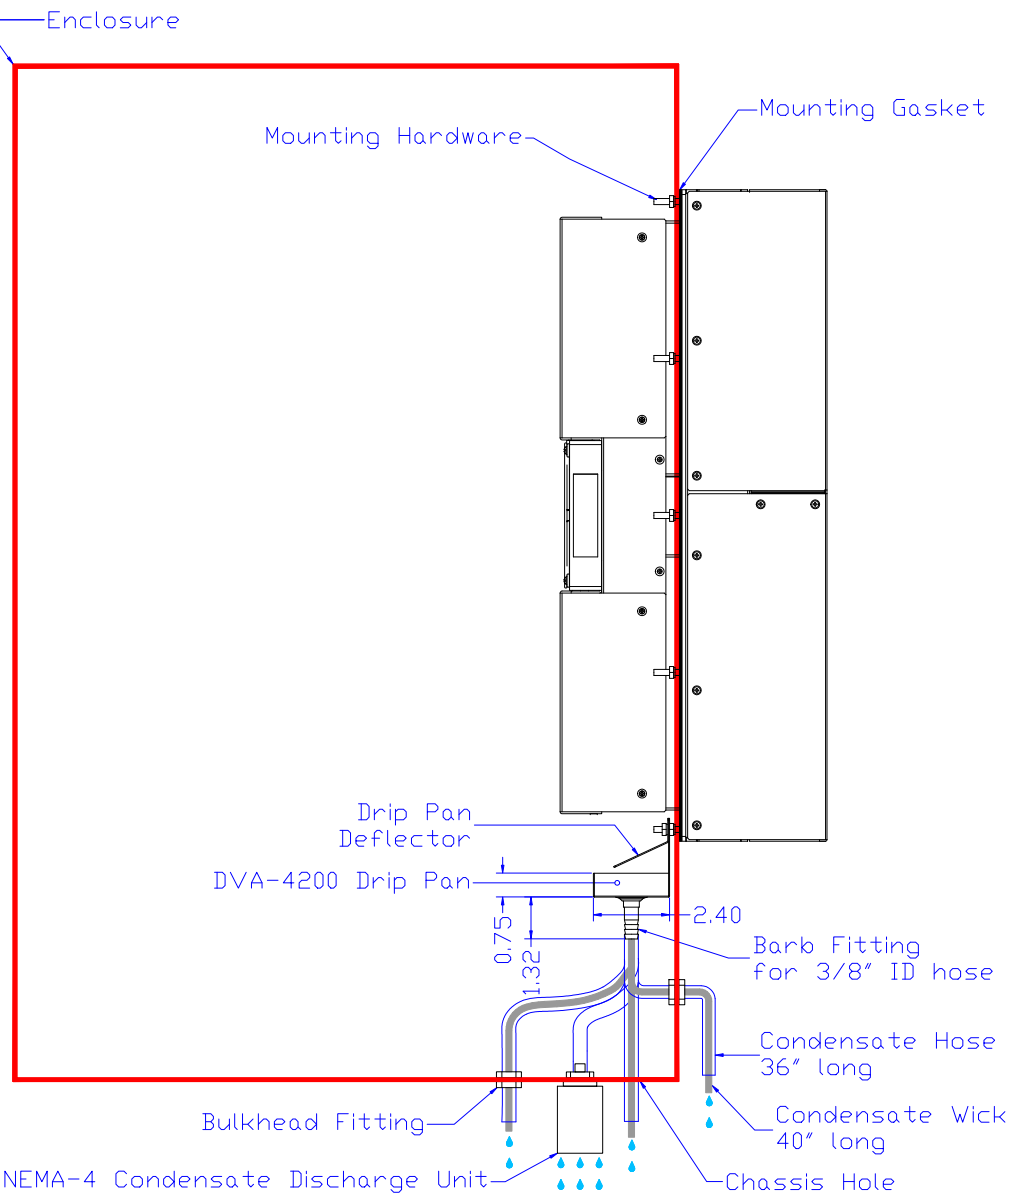 Enclosure
Mounting Gasket
Mounting Hardware
Drip Pan
Deflector
DVA-4200 Drip Pan
0.75
1.32
2.40
Barb Fitting
for 3/8" ID hose
Condensate Hose
36" long
Condensate Wick
40" long
Bulkhead Fitting
NEMA-4 Condensate Discharge Unit
Chassis Hole